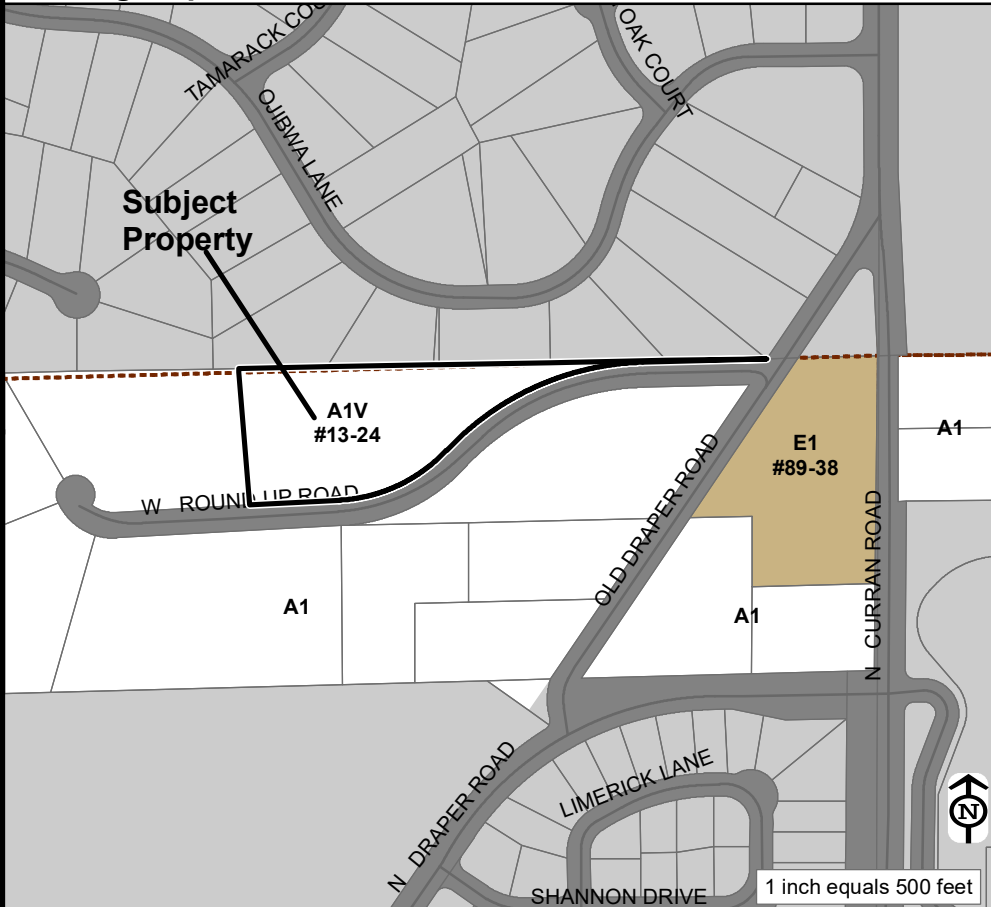 TAMARACK COU
OAK COURT
OJIBWA LANE
Subject
Property
A1V
#13-24
E1
#89-38
A1
W ROUND UP ROAD
OLD DRAPER ROAD
N CURRAN ROAD
A1
A1
N DRAPER ROAD
LIMERICK LANE
SHANNON DRIVE
N
1 inch equals 500 feet